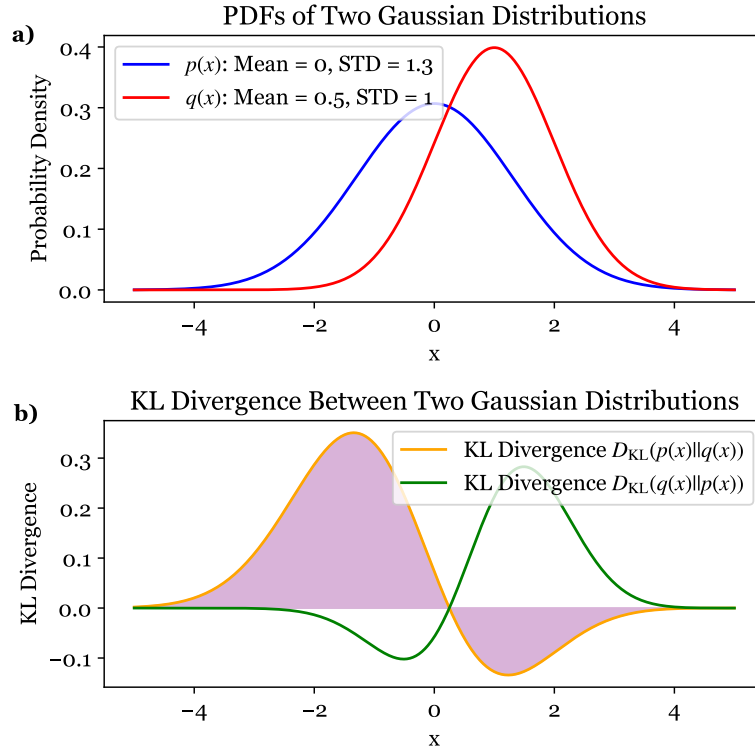 PDFs of Two Gaussian Distributions
a)
p(x): Mean = 0, STD = 1.3
q(x): Mean = 0.5, STD = 1
Probability Density
0.4
0.3
0.2
0.1
0.0
−4
−2
0
2
4
x
b)
KL Divergence Between Two Gaussian Distributions
KL Divergence D_KL(p(x)||q(x))
KL Divergence D_KL(q(x)||p(x))
KL Divergence
0.3
0.2
0.1
0.0
−0.1
−4
−2
0
2
4
x